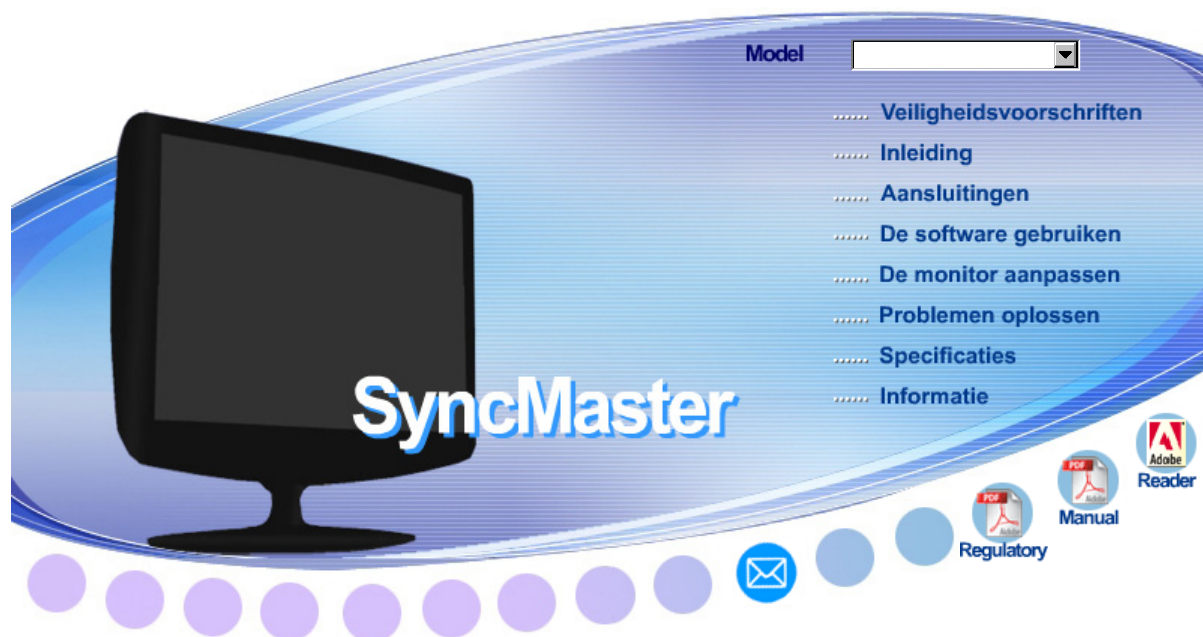 Model
...... Veiligheidsvoorschriften
...... Inleiding
...... Aansluitingen
...... De software gebruiken
...... De monitor aanpassen
...... Problemen oplossen
...... Specificaties
...... Informatie
SyncMaster
Adobe
Reader
PDF
Adobe
Manual
PDF
Adobe
Regulatory